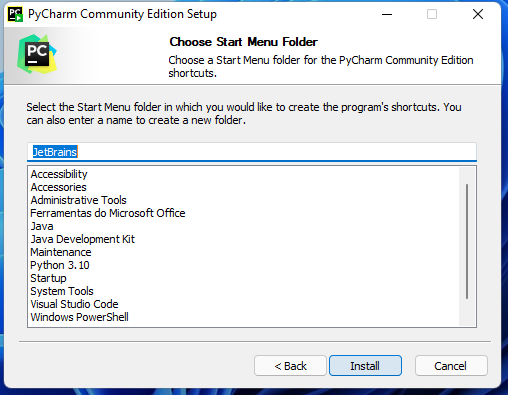 PyCharm Community Edition Setup
PC
Choose Start Menu Folder
Choose a Start Menu folder for the PyCharm Community Edition
shortcuts.
PC
Select the Start Menu folder in which you would like to create the program's shortcuts. You
can also enter a name to create a new folder.
JetBrains
Accessibility
Accessories
Administrative Tools
Ferramentas do Microsoft Office
Java
Java Development Kit
Maintenance
Python 3.10
Startup
System Tools
Visual Studio Code
Windows PowerShell
< Back
Install
Cancel